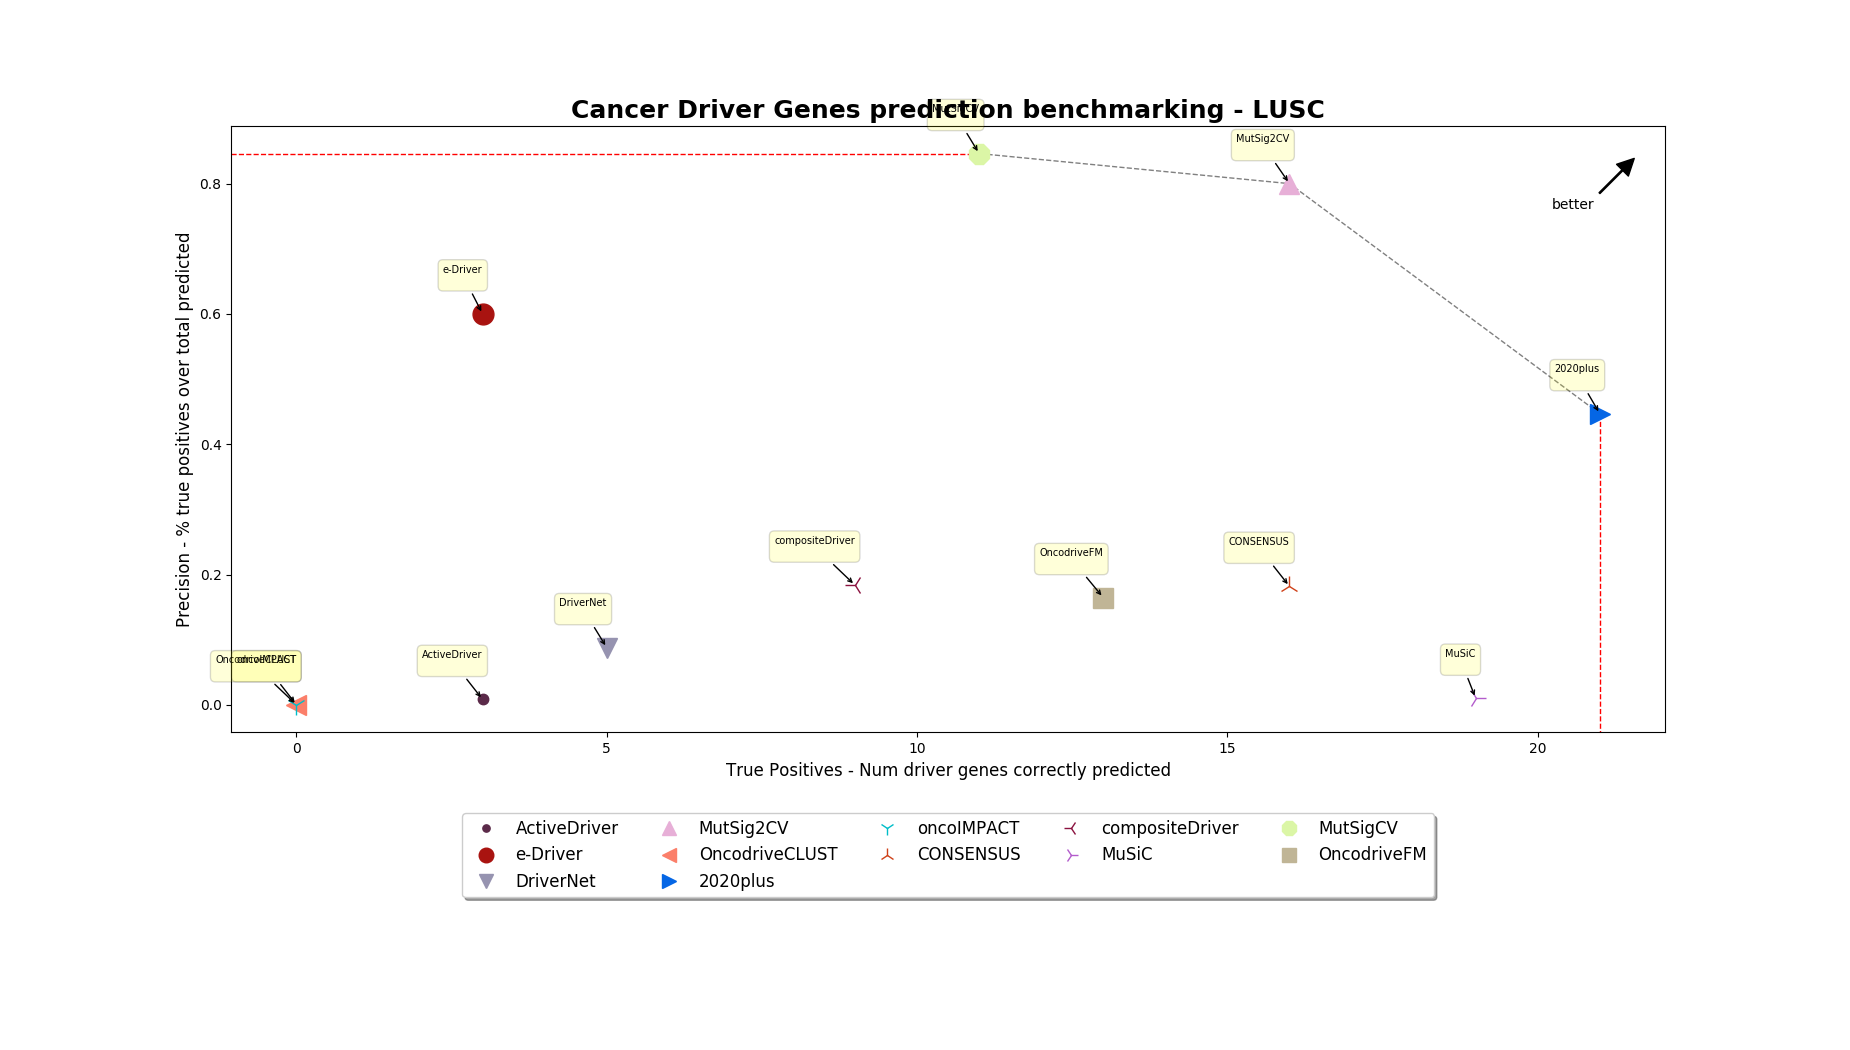 Cancer Driver Genes prediction benchmarking - LUSC
MutSigCV
MutSig2CV
better
e-Driver
2020plus
compositeDriver
OncodriveFM
CONSENSUS
DriverNet
ActiveDriver
MuSiC
OncodriveCLUST
oncoIMPACT
Precision - % true positives over total predicted
0.8
0.6
0.4
0.2
0.0
0 5 10 15 20
True Positives - Num driver genes correctly predicted
ActiveDriver MutSig2CV oncoIMPACT compositeDriver MutSigCV
e-Driver OncodriveCLUST CONSENSUS MuSiC OncodriveFM
DriverNet 2020plus